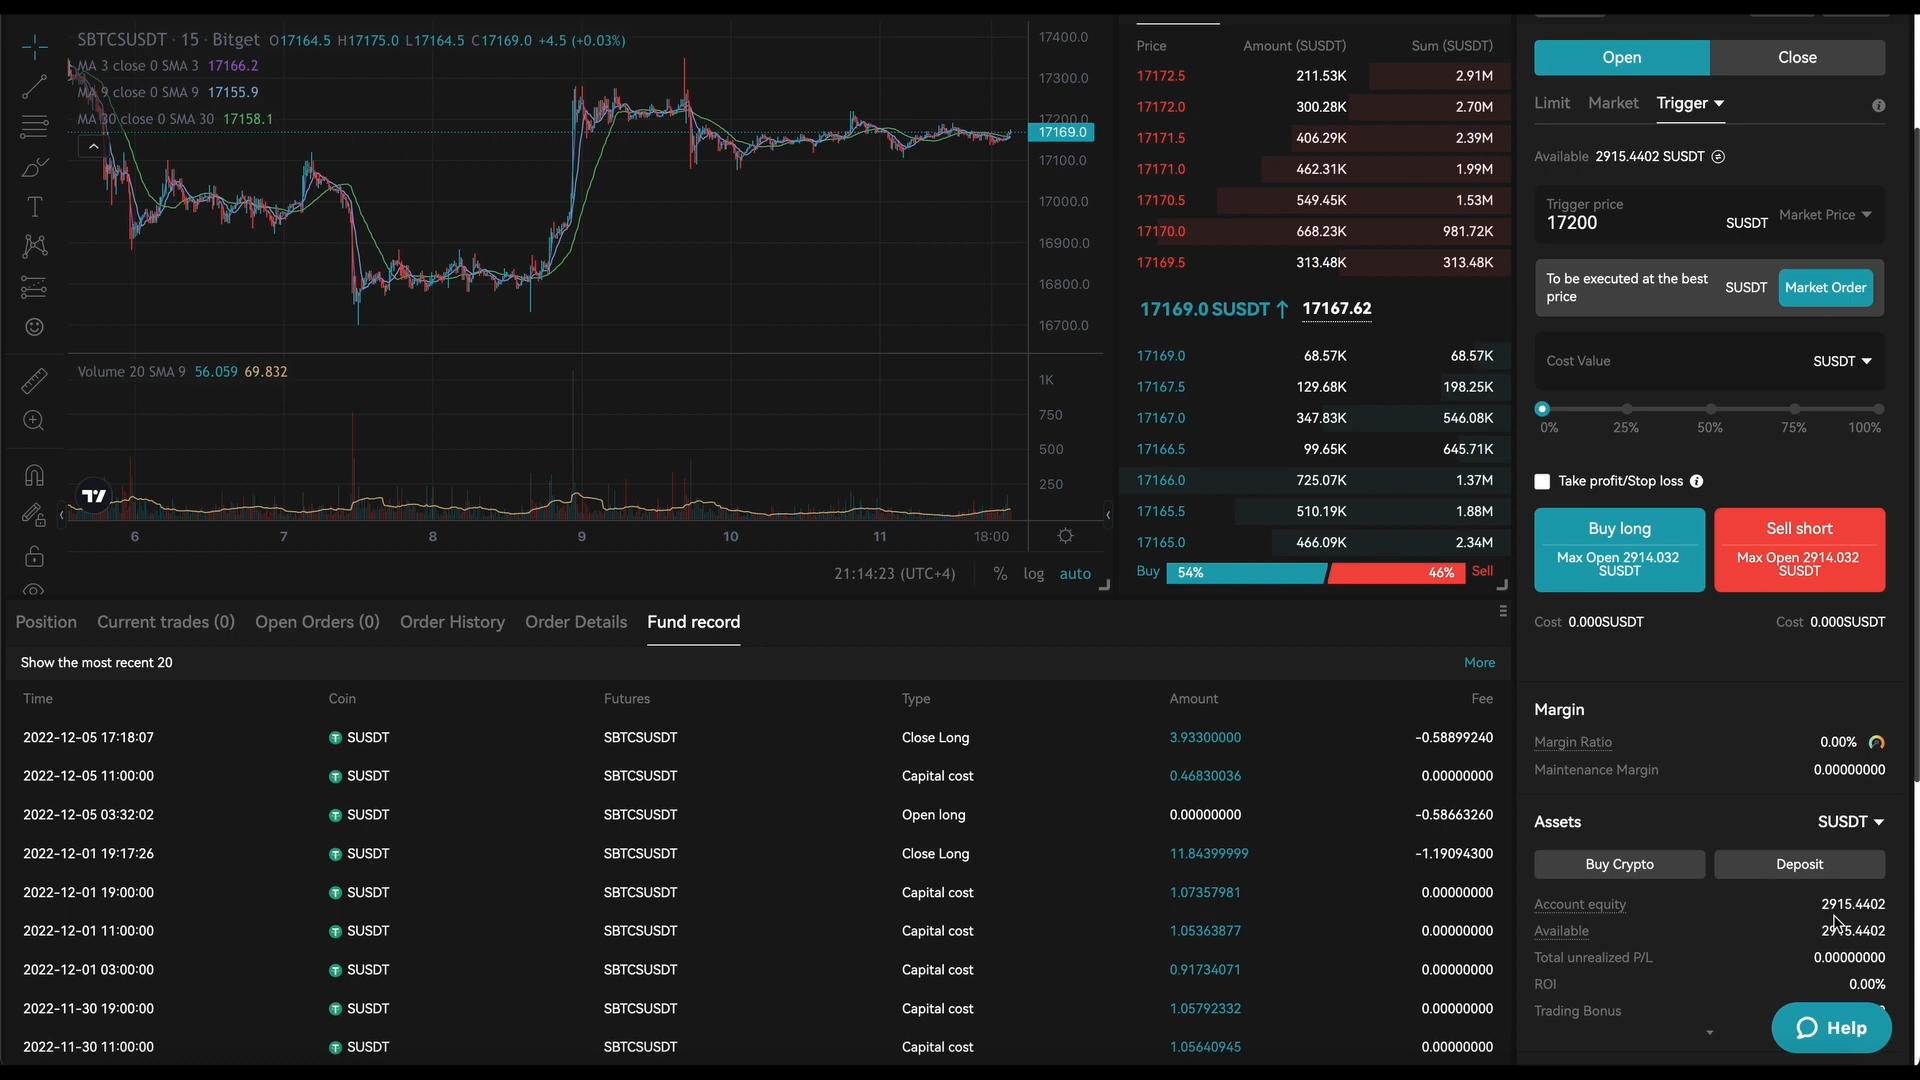 SBTCSUSDT · 15 · Bitget O17164.5 H17175.0 L17164.5 C17169.0 +4.5 (+0.03%)
MA 3 close 0 SMA 3 17166.2
MA 9 close 0 SMA 9 17155.9
MA 30 close 0 SMA 30 17158.1
17400.0
17300.0
17200.0
17169.0
17100.0
17000.0
16900.0
16800.0
16700.0
Volume 20 SMA 9 56.059 69.832
1K
750
500
250
6 7 8 9 10 11 18:00
21:14:23 (UTC+4) % log auto
Price Amount (SUSDT) Sum (SUSDT)
17172.5 211.53K 2.91M
17172.0 300.28K 2.70M
17171.5 406.29K 2.39M
17171.0 462.31K 1.99M
17170.5 549.45K 1.53M
17170.0 668.23K 981.72K
17169.5 313.48K 313.48K
17169.0 SUSDT ↑ 17167.62
17169.0 68.57K 68.57K
17167.5 129.68K 198.25K
17167.0 347.83K 546.08K
17166.5 99.65K 645.71K
17166.0 725.07K 1.37M
17165.5 510.19K 1.88M
17165.0 466.09K 2.34M
Buy 54% 46% Sell
Open Close
Limit Market Trigger
Available 2915.4402 SUSDT
Trigger price
17200 SUSDT Market Price
To be executed at the best
price
SUSDT Market Order
Cost Value SUSDT
0% 25% 50% 75% 100%
Take profit/Stop loss
Buy long
Max Open 2914.032
SUSDT
Sell short
Max Open 2914.032
SUSDT
Cost 0.000SUSDT Cost 0.000SUSDT
Margin
Margin Ratio 0.00%
Maintenance Margin 0.00000000
Assets SUSDT
Buy Crypto Deposit
Account equity 2915.4402
Available 2915.4402
Total unrealized P/L 0.00000000
ROI 0.00%
Trading Bonus
Help
Position Current trades (0) Open Orders (0) Order History Order Details Fund record
Show the most recent 20 More
Time Coin Futures Type Amount Fee
2022-12-05 17:18:07 SUSDT SBTCSUSDT Close Long 3.93300000 -0.58899240
2022-12-05 11:00:00 SUSDT SBTCSUSDT Capital cost 0.46830036 0.00000000
2022-12-05 03:32:02 SUSDT SBTCSUSDT Open long 0.00000000 -0.58663260
2022-12-01 19:17:26 SUSDT SBTCSUSDT Close Long 11.84399999 -1.19094300
2022-12-01 19:00:00 SUSDT SBTCSUSDT Capital cost 1.07357981 0.00000000
2022-12-01 11:00:00 SUSDT SBTCSUSDT Capital cost 1.05363877 0.00000000
2022-12-01 03:00:00 SUSDT SBTCSUSDT Capital cost 0.91734071 0.00000000
2022-11-30 19:00:00 SUSDT SBTCSUSDT Capital cost 1.05792332 0.00000000
2022-11-30 11:00:00 SUSDT SBTCSUSDT Capital cost 1.05640945 0.00000000